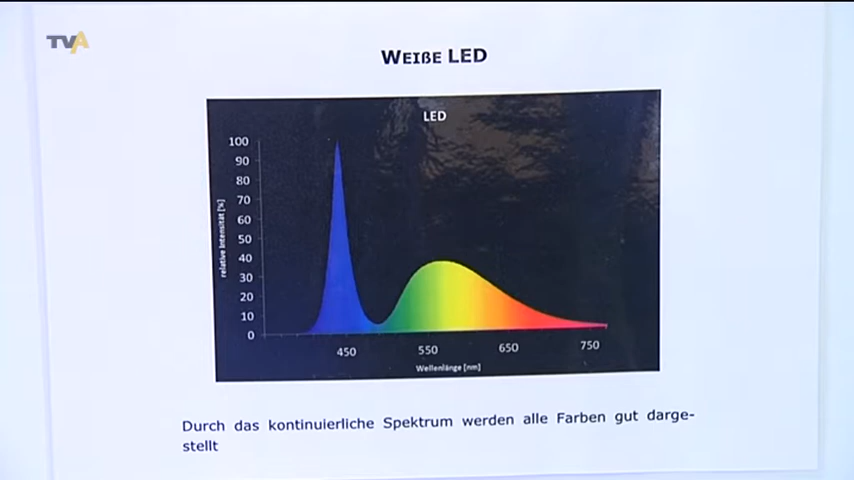 TVA
WEIßE LED
LED
100
90
80
70
60
50
40
30
20
10
0
relative Intensität [%]
450 550 650 750
Wellenlänge [nm]
Durch das kontinuierliche Spektrum werden alle Farben gut darge-
stellt